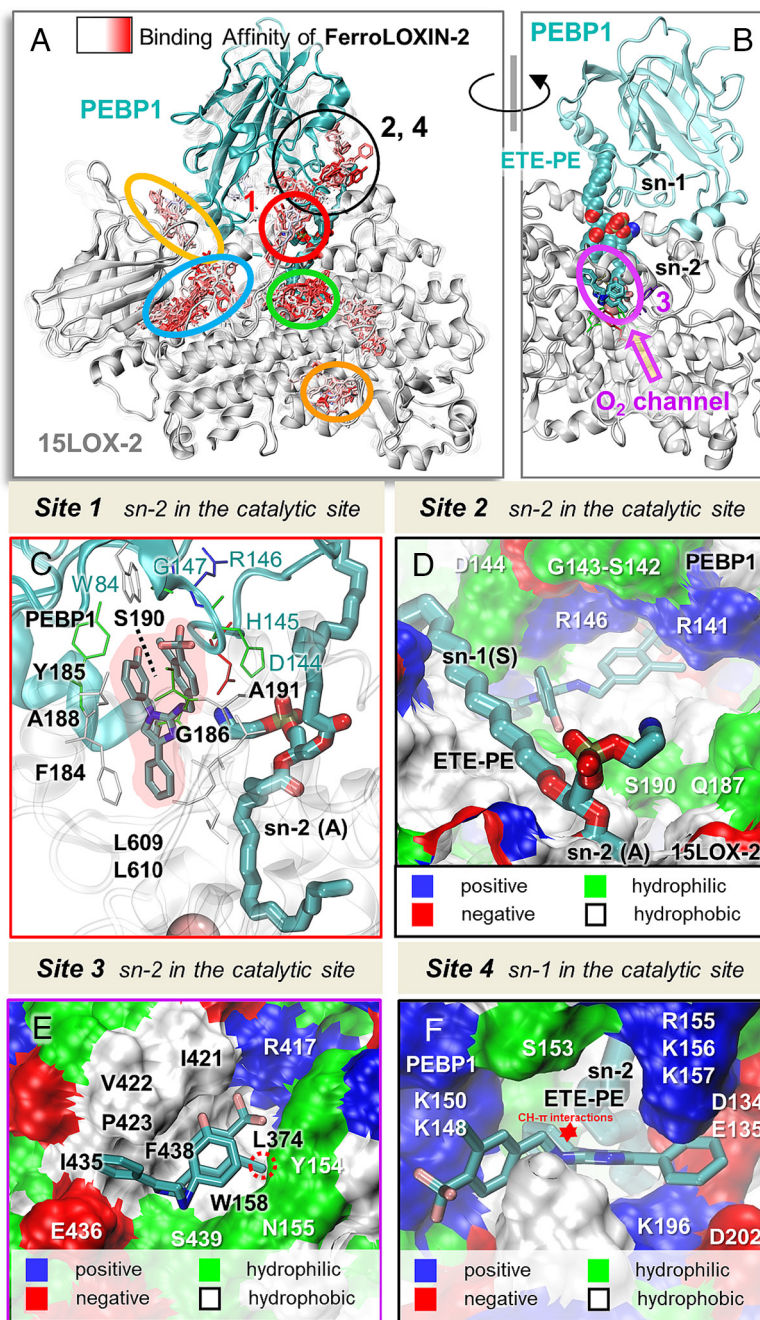 A
Binding Affinity of FerroLOXIN-2
PEBP1
2, 4
1
15LOX-2
B
PEBP1
ETE-PE
sn-1
sn-2
3
O₂ channel
Site 1 sn-2 in the catalytic site
C
W84
G147
R146
PEBP1
S190
H145
Y185
D144
A188
A191
G186
F184
L609
L610
sn-2 (A)
Site 2 sn-2 in the catalytic site
D
D144
G143-S142
PEBP1
R146
R141
sn-1(S)
ETE-PE
S190
Q187
sn-2 (A)
15LOX-2
positive
hydrophilic
negative
hydrophobic
Site 3 sn-2 in the catalytic site
E
I421
R417
V422
P423
F438
L374
I435
Y154
W158
E436
N155
S439
positive
hydrophilic
negative
hydrophobic
Site 4 sn-1 in the catalytic site
F
R155
S153
K156
PEBP1
sn-2
K157
ETE-PE
K150
D134
CH-π interactions
K148
E135
K196
D202
positive
hydrophilic
negative
hydrophobic